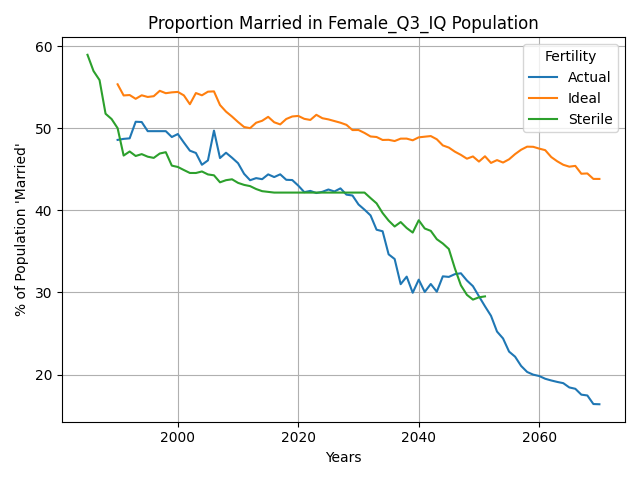 Proportion Married in Female_Q3_IQ Population
Fertility
Actual
Ideal
Sterile
% of Population 'Married'
60
50
40
30
20
2000
2020
2040
2060
Years